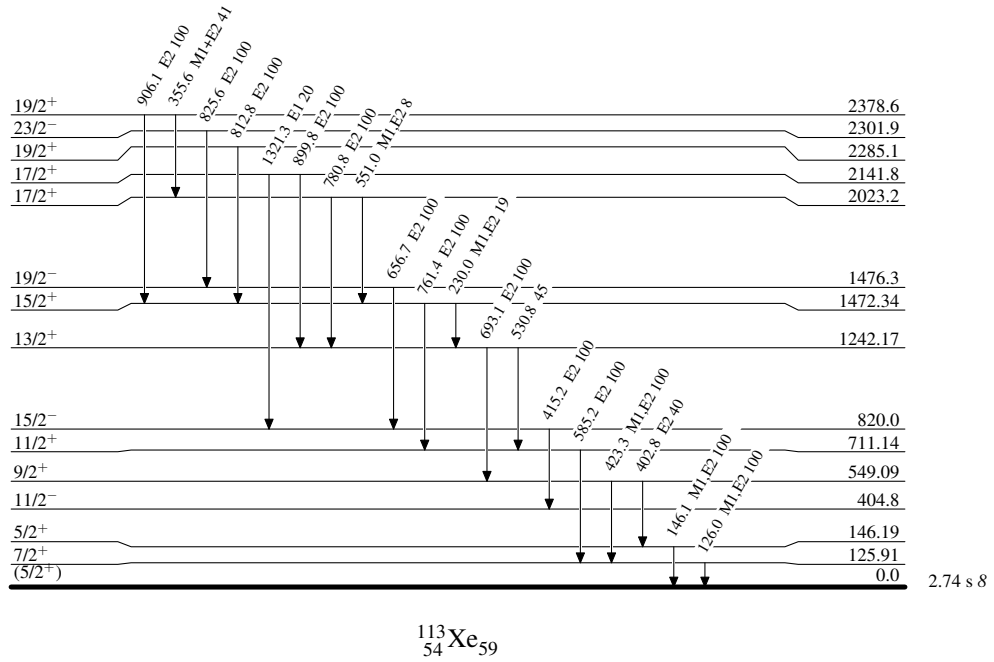 906.1 E2 100
355.6 M1+E2 41
825.6 E2 100
812.8 E2 100
1321.3 E1 20
899.8 E2 100
780.8 E2 100
551.0 M1,E2 8
656.7 E2 100
761.4 E2 100
230.0 M1,E2 19
693.1 E2 100
530.8 45
415.2 E2 100
585.2 E2 100
423.3 M1,E2 100
402.8 E2 40
146.1 M1,E2 100
126.0 M1,E2 100
19/2⁺ 2378.6
23/2⁻ 2301.9
19/2⁺ 2285.1
17/2⁺ 2141.8
17/2⁺ 2023.2
19/2⁻ 1476.3
15/2⁺ 1472.34
13/2⁺ 1242.17
15/2⁻ 820.0
11/2⁺ 711.14
9/2⁺ 549.09
11/2⁻ 404.8
5/2⁺ 146.19
7/2⁺ 125.91
(5/2⁺) 0.0 2.74 s 8
¹¹³₅₄Xe₅₉